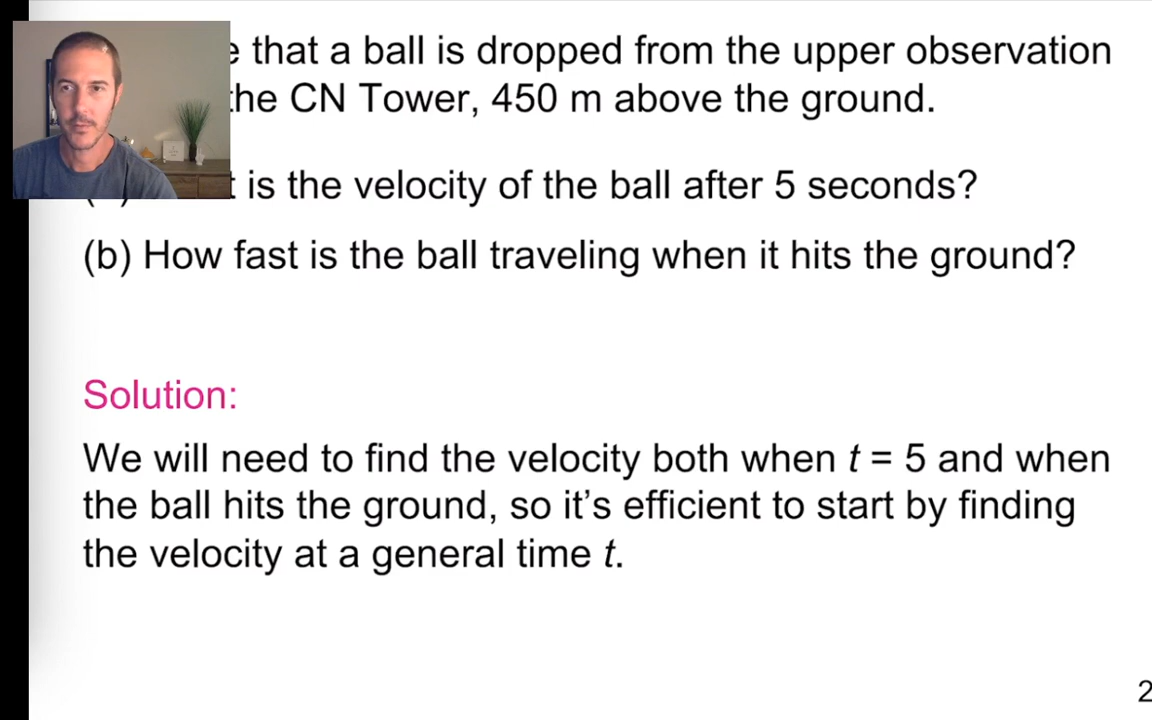 that a ball is dropped from the upper observation
the CN Tower, 450 m above the ground.
is the velocity of the ball after 5 seconds?
(b) How fast is the ball traveling when it hits the ground?
Solution:
We will need to find the velocity both when t = 5 and when
the ball hits the ground, so it’s efficient to start by finding
the velocity at a general time t.
2